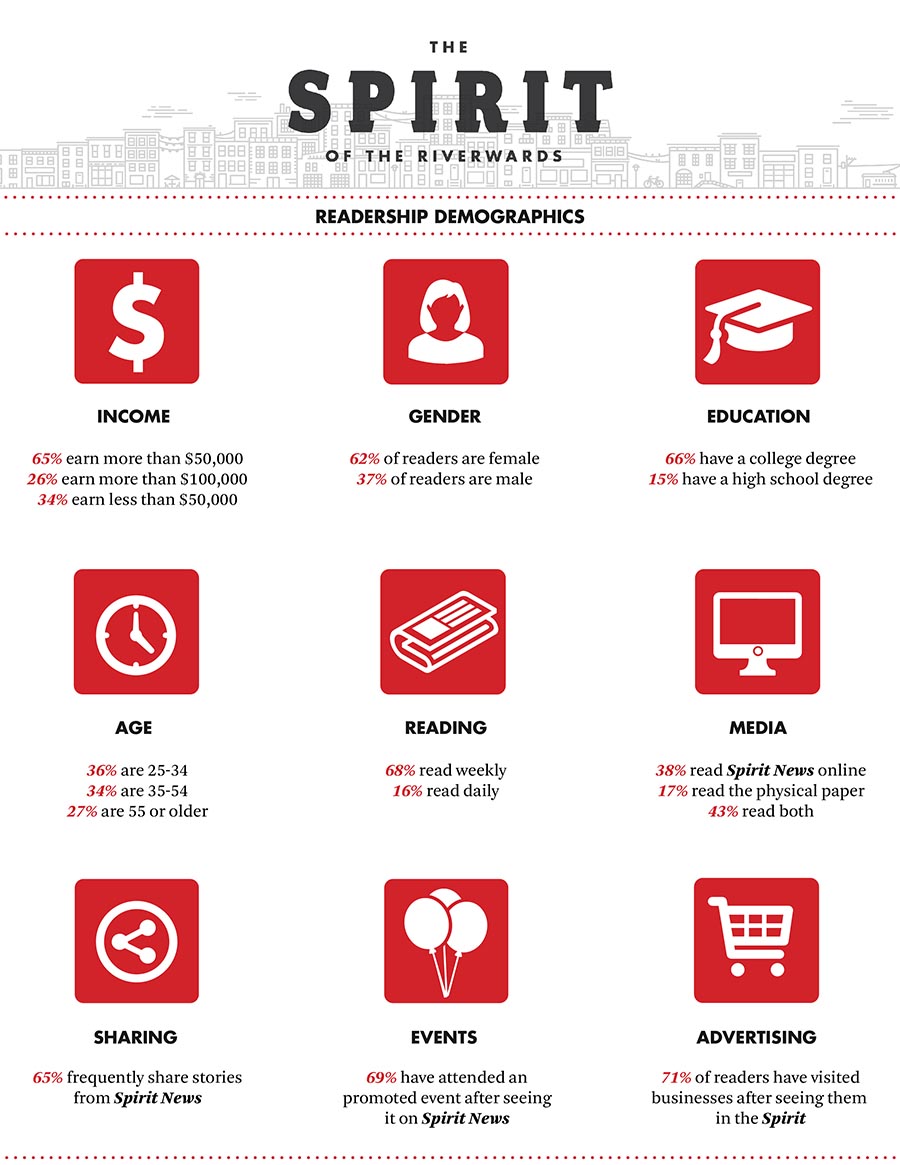 THE
SPIRIT
OF THE RIVERWARDS
READERSHIP DEMOGRAPHICS
$
INCOME
65% earn more than $50,000
26% earn more than $100,000
34% earn less than $50,000
GENDER
62% of readers are female
37% of readers are male
EDUCATION
66% have a college degree
15% have a high school degree
AGE
36% are 25-34
34% are 35-54
27% are 55 or older
READING
68% read weekly
16% read daily
MEDIA
38% read Spirit News online
17% read the physical paper
43% read both
SHARING
65% frequently share stories
from Spirit News
EVENTS
69% have attended an
promoted event after seeing
it on Spirit News
ADVERTISING
71% of readers have visited
businesses after seeing them
in the Spirit